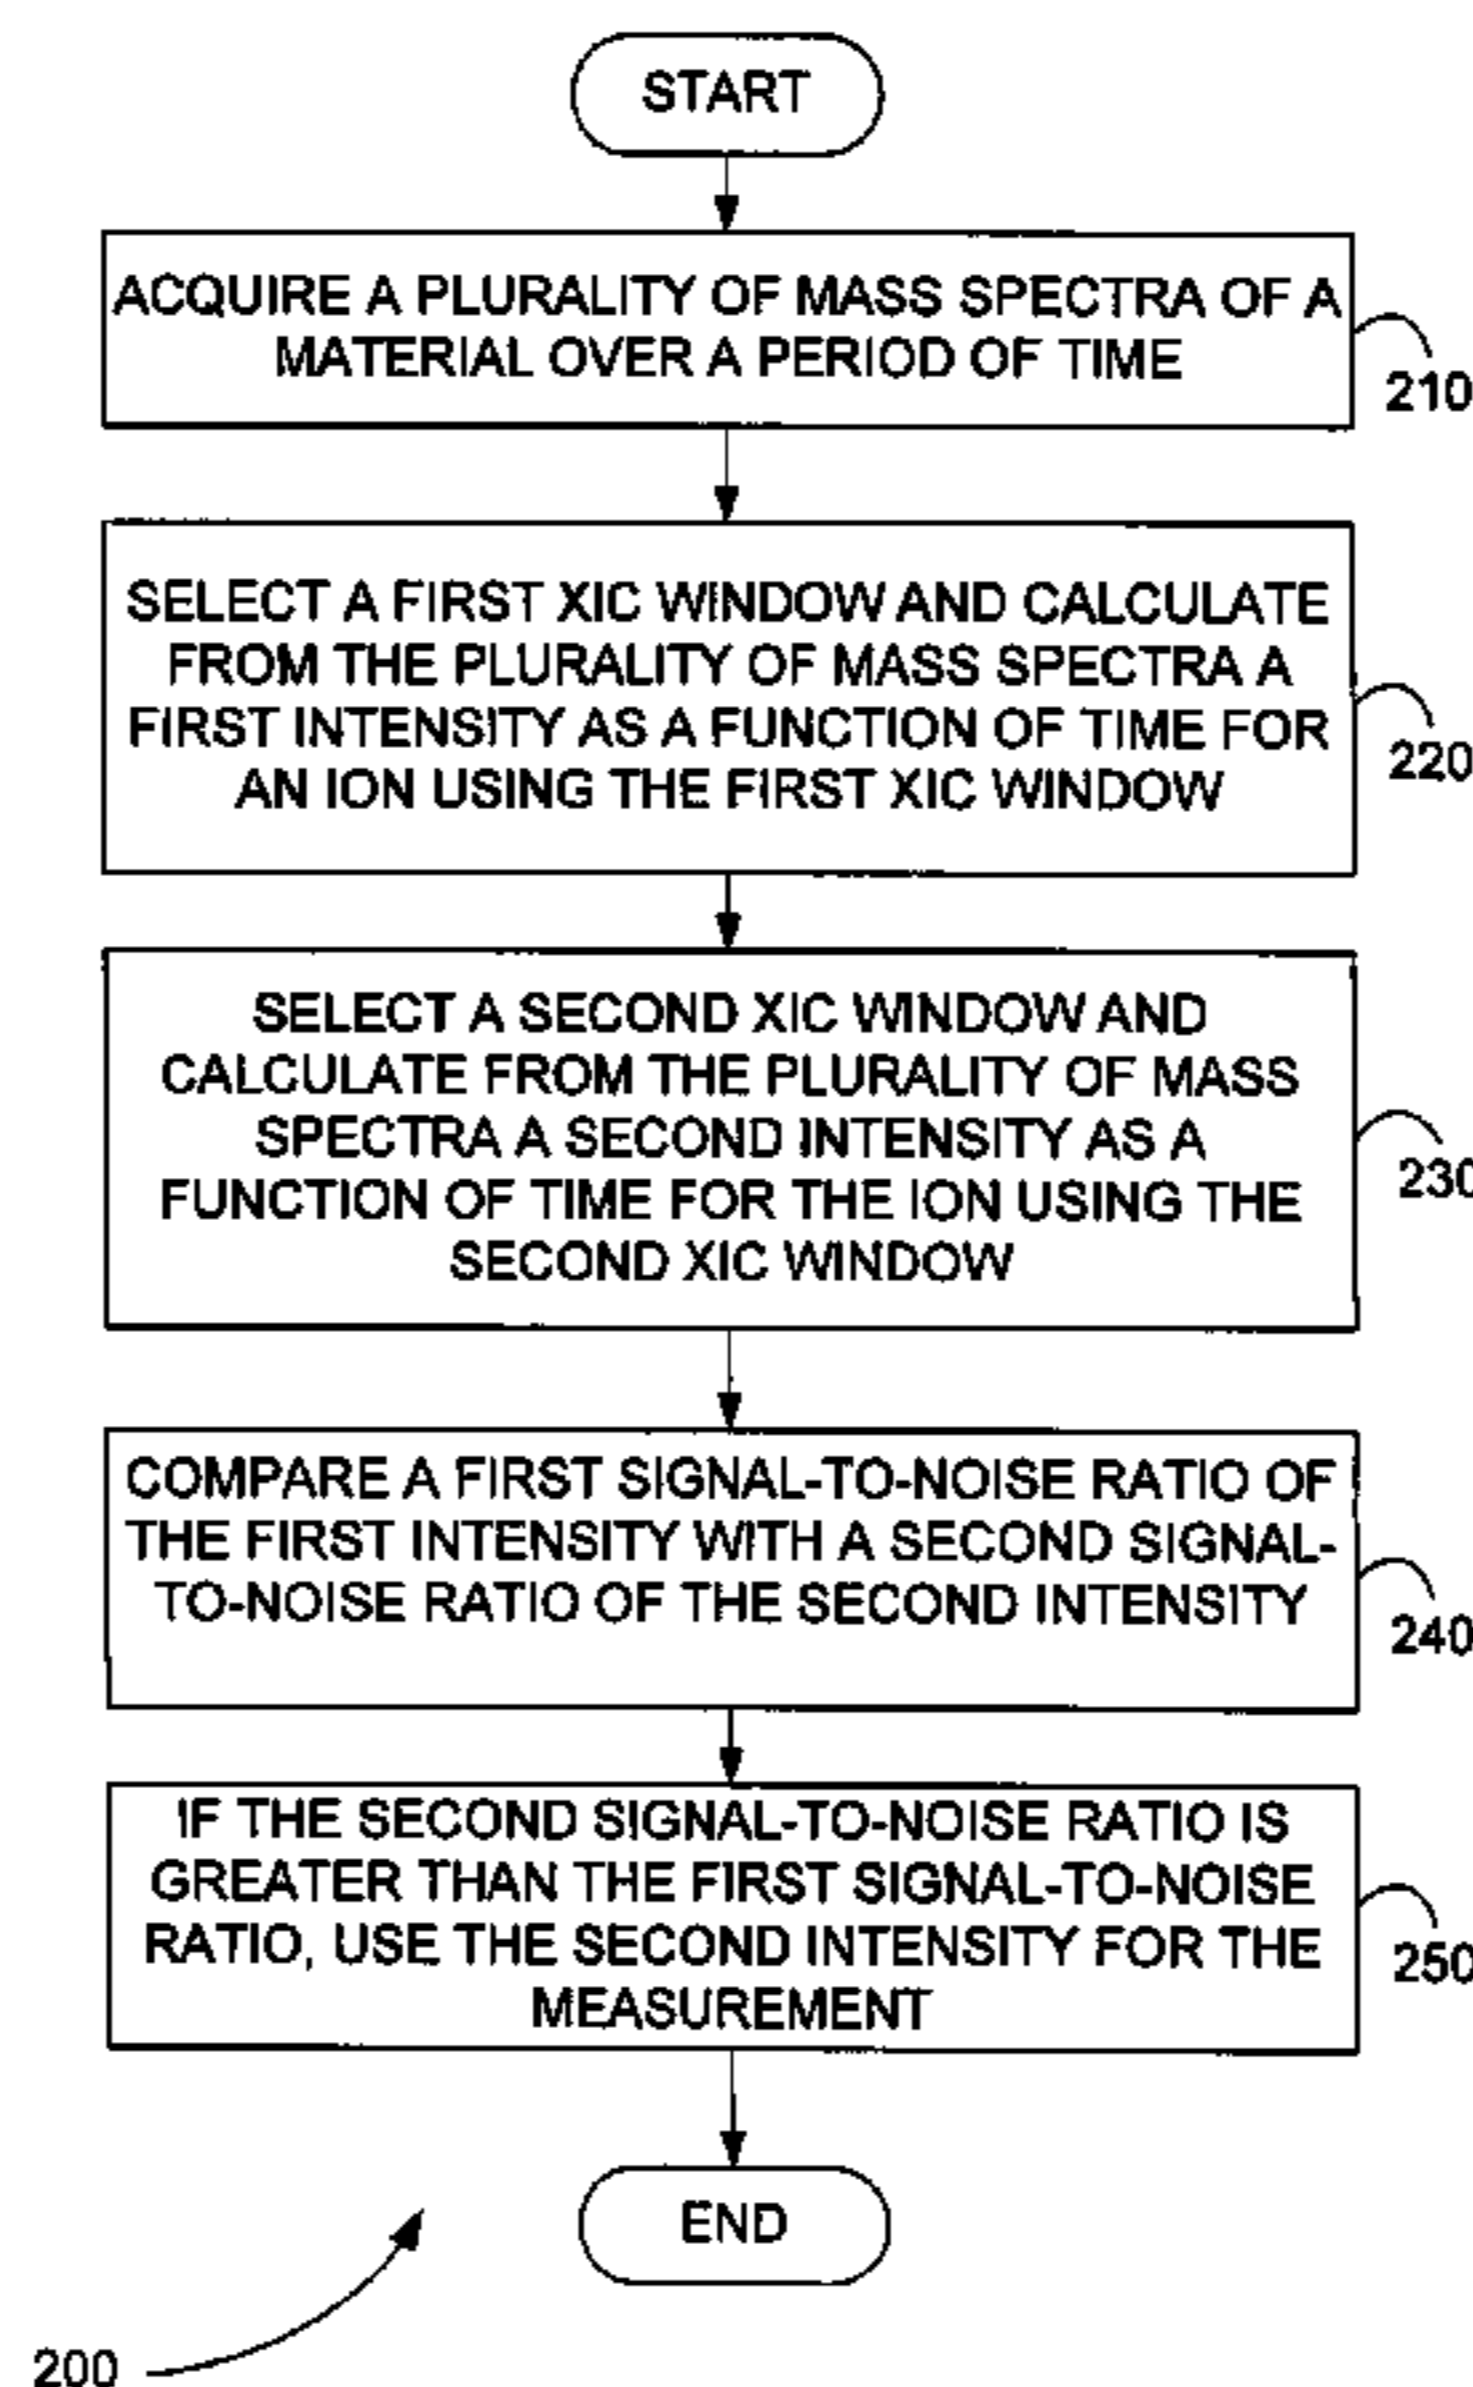 START
ACQUIRE A PLURALITY OF MASS SPECTRA OF A
MATERIAL OVER A PERIOD OF TIME
210
SELECT A FIRST XIC WINDOW AND CALCULATE
FROM THE PLURALITY OF MASS SPECTRA A
FIRST INTENSITY AS A FUNCTION OF TIME FOR
AN ION USING THE FIRST XIC WINDOW
220
SELECT A SECOND XIC WINDOW AND
CALCULATE FROM THE PLURALITY OF MASS
SPECTRA A SECOND INTENSITY AS A
FUNCTION OF TIME FOR THE ION USING THE
SECOND XIC WINDOW
230
COMPARE A FIRST SIGNAL-TO-NOISE RATIO OF
THE FIRST INTENSITY WITH A SECOND SIGNAL-
TO-NOISE RATIO OF THE SECOND INTENSITY
240
IF THE SECOND SIGNAL-TO-NOISE RATIO IS
GREATER THAN THE FIRST SIGNAL-TO-NOISE
RATIO, USE THE SECOND INTENSITY FOR THE
MEASUREMENT
250
END
200